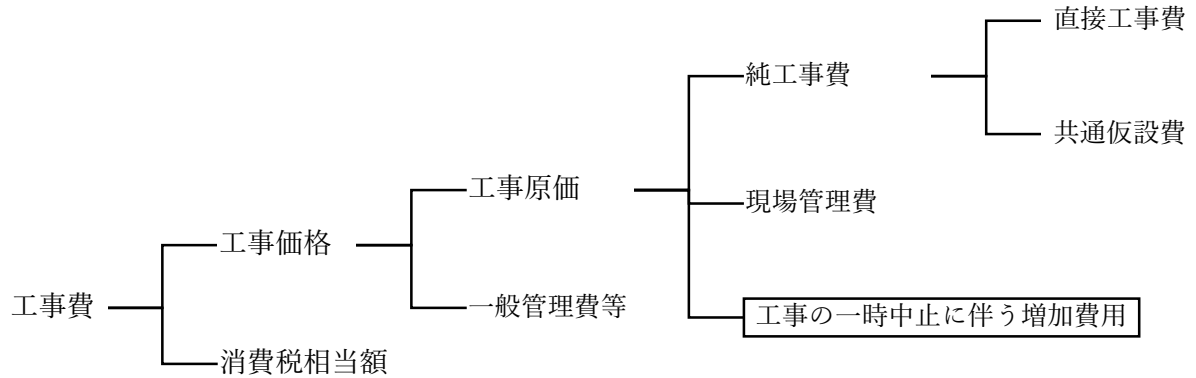 直接工事費
純工事費
共通仮設費
工事原価
現場管理費
工事価格
工事費
一般管理費等
工事の一時中止に伴う増加費用
消費税相当額